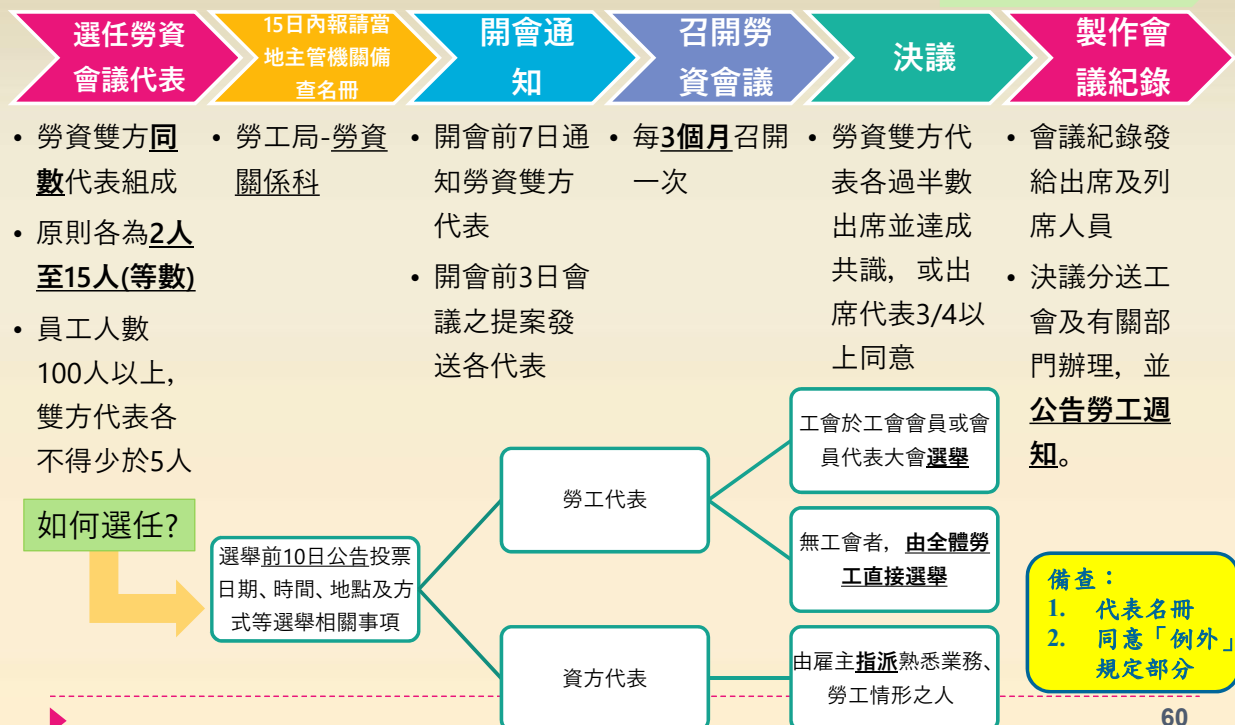 選任勞資
會議代表
15日內報請當
地主管機關備
查名冊
開會通
知
召開勞
資會議
決議
製作會
議紀錄
• 勞資雙方同
數代表組成
• 原則各為2人
至15人(等數)
• 員工人數
100人以上,
雙方代表各
不得少於5人
• 勞工局-勞資
關係科
• 開會前7日通
知勞資雙方
代表
• 開會前3日會
議之提案發
送各代表
• 每3個月召開
一次
• 勞資雙方代
表各過半數
出席並達成
共識，或出
席代表3/4以
上同意
• 會議紀錄發
給出席及列
席人員
• 決議分送工
會及有關部
門辦理，並
公告勞工週
知。
如何選任?
選舉前10日公告投票
日期、時間、地點及方
式等選舉相關事項
勞工代表
工會於工會會員或會
員代表大會選舉
無工會者，由全體勞
工直接選舉
資方代表
由雇主指派熟悉業務、
勞工情形之人
備查：
1. 代表名冊
2. 同意「例外」
規定部分
60